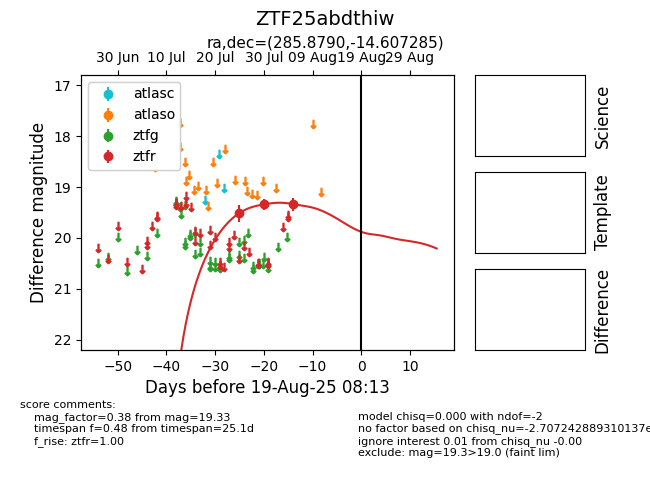 ZTF25abdthiw
ra,dec=(285.8790,-14.607285)
30 Jun 10 Jul 20 Jul 30 Jul 09 Aug 19 Aug 29 Aug
17
18
19
20
21
22
Difference magnitude
atlasc
atlaso
ztfg
ztfr
−50 −40 −30 −20 −10 0 10
Days before 19-Aug-25 08:13
Science
Template
Difference
score comments:
mag_factor=0.38 from mag=19.33
timespan f=0.48 from timespan=25.1d
f_rise: ztfr=1.00
model chisq=0.000 with ndof=-2
no factor based on chisq_nu=-2.707242889310137e
ignore interest 0.01 from chisq_nu -0.00
exclude: mag=19.3>19.0 (faint lim)